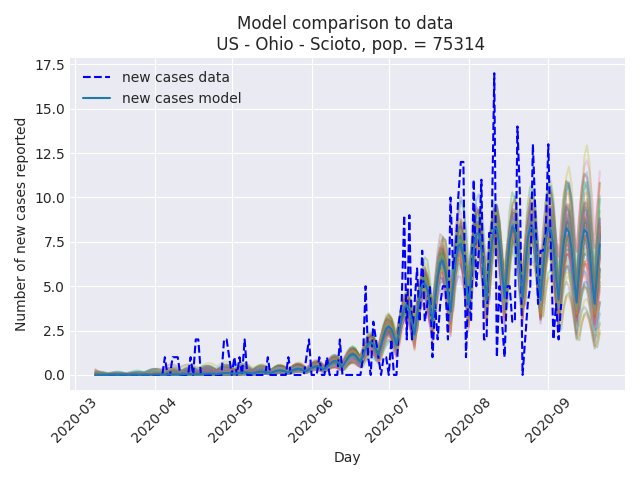 Model comparison to data
US - Ohio - Scioto, pop. = 75314
17.5
15.0
12.5
10.0
7.5
5.0
2.5
0.0
Number of new cases reported
new cases data
new cases model
2020-03
2020-04
2020-05
2020-06
2020-07
2020-08
2020-09
Day